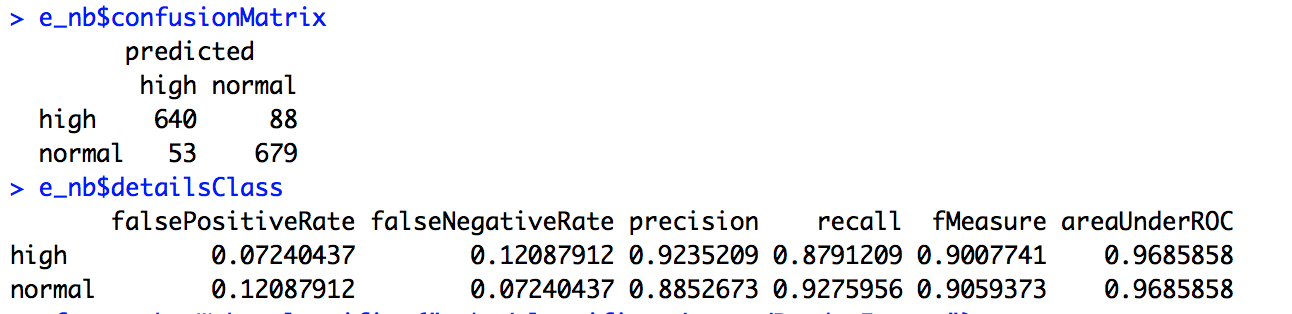 > e_nb$confusionMatrix
predicted
high normal
high 640 88
normal 53 679
> e_nb$detailsClass
falsePositiveRate falseNegativeRate precision recall fMeasure areaUnderROC
high 0.07240437 0.12087912 0.9235209 0.8791209 0.9007741 0.9685858
normal 0.12087912 0.07240437 0.8852673 0.9275956 0.9059373 0.9685858